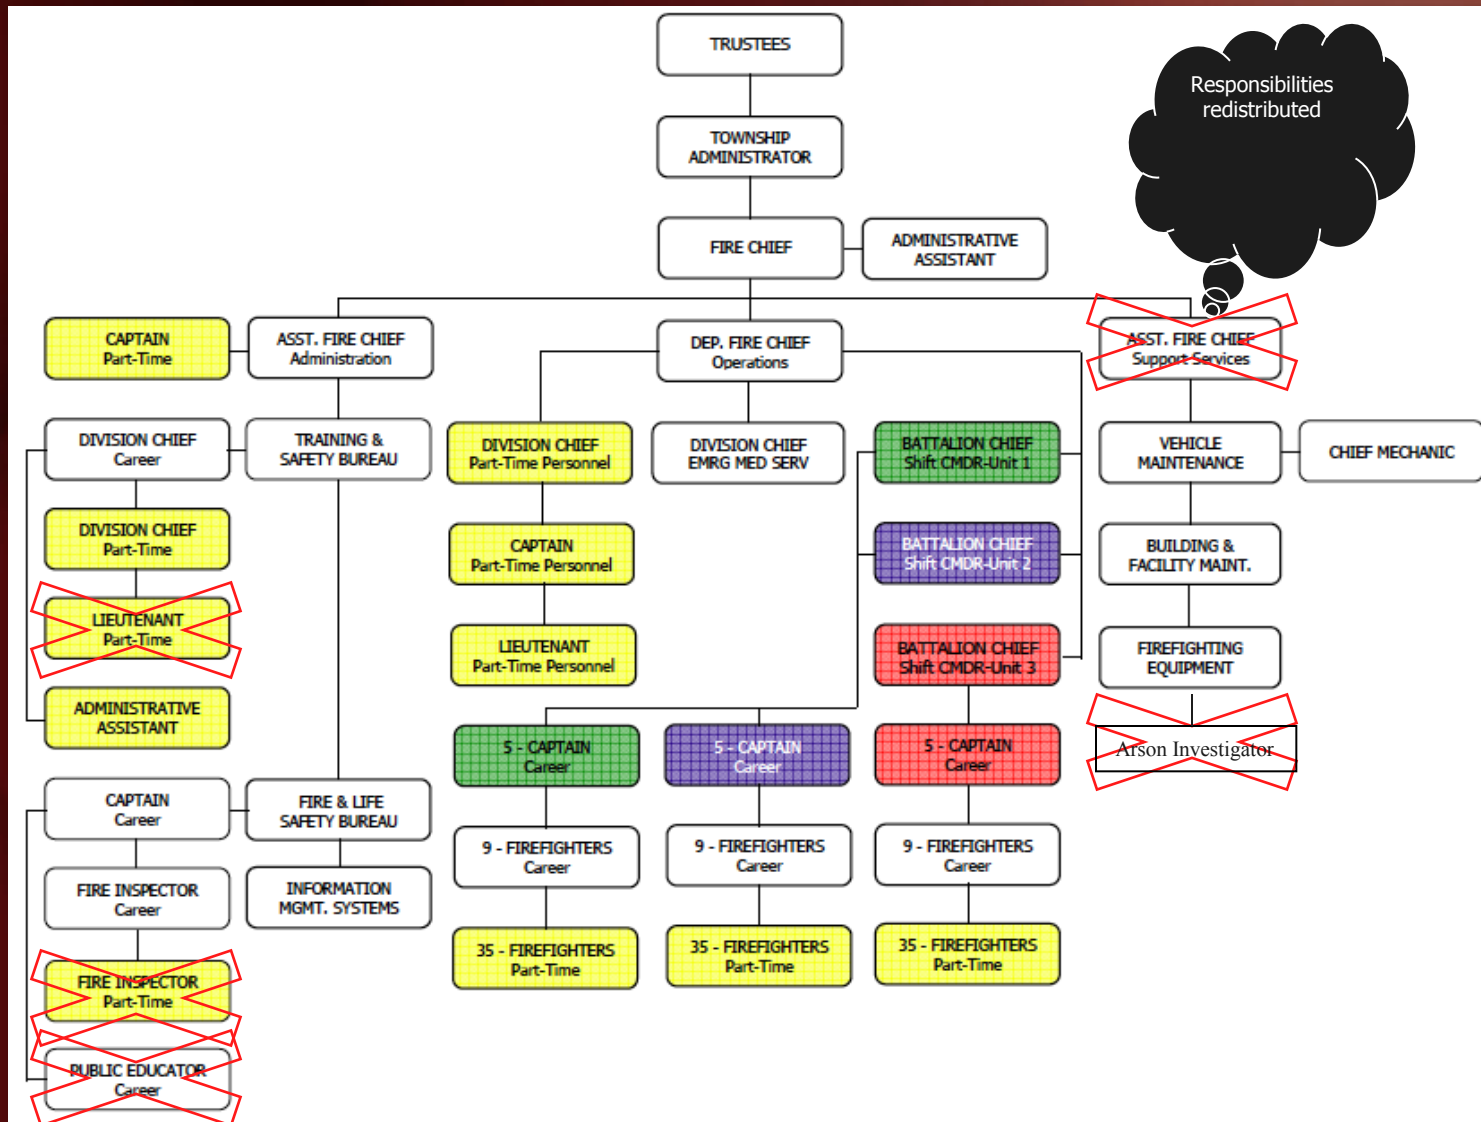 TRUSTEES
Responsibilities
redistributed
TOWNSHIP
ADMINISTRATOR
FIRE CHIEF
ADMINISTRATIVE
ASSISTANT
CAPTAIN
Part-Time
ASST. FIRE CHIEF
Administration
DEP. FIRE CHIEF
Operations
ASST. FIRE CHIEF
Support Services
DIVISION CHIEF
Career
TRAINING &
SAFETY BUREAU
DIVISION CHIEF
Part-Time Personnel
DIVISION CHIEF
EMRG MED SERV
BATTALION CHIEF
Shift CMDR-Unit 1
VEHICLE
MAINTENANCE
CHIEF MECHANIC
DIVISION CHIEF
Part-Time
CAPTAIN
Part-Time Personnel
BATTALION CHIEF
Shift CMDR-Unit 2
BUILDING &
FACILITY MAINT.
LIEUTENANT
Part-Time
LIEUTENANT
Part-Time Personnel
BATTALION CHIEF
Shift CMDR-Unit 3
FIREFIGHTING
EQUIPMENT
ADMINISTRATIVE
ASSISTANT
5 - CAPTAIN
Career
5 - CAPTAIN
Career
5 - CAPTAIN
Career
Arson Investigator
CAPTAIN
Career
FIRE & LIFE
SAFETY BUREAU
9 - FIREFIGHTERS
Career
9 - FIREFIGHTERS
Career
9 - FIREFIGHTERS
Career
FIRE INSPECTOR
Career
INFORMATION
MGMT. SYSTEMS
35 - FIREFIGHTERS
Part-Time
35 - FIREFIGHTERS
Part-Time
35 - FIREFIGHTERS
Part-Time
FIRE INSPECTOR
Part-Time
PUBLIC EDUCATOR
Career